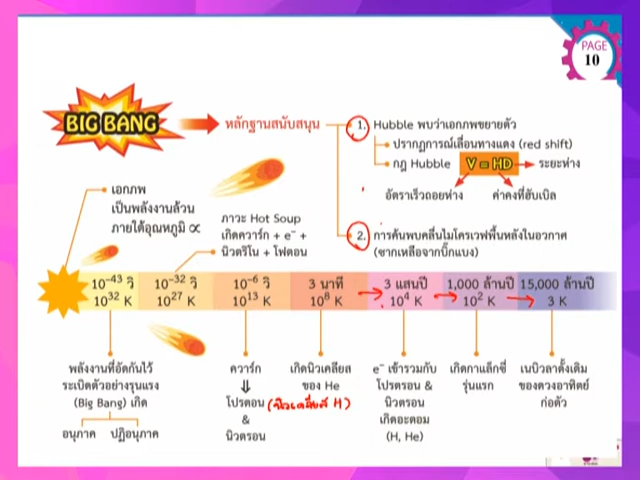 PAGE
10
BIG BANG
หลักฐานสนับสนุน
1. Hubble พบว่าเอกภพขยายตัว
ปรากฏการณ์เลื่อนทางแดง (red shift)
กฎ Hubble V = HD ระยะห่าง
อัตราเร็วถอยห่าง ค่าคงที่ฮับเบิล
2. การค้นพบคลื่นไมโครเวฟพื้นหลังในอวกาศ
(ซากเหลือจากบิ๊กแบง)
เอกภพ
เป็นพลังงานล้วน
ภายใต้อุณหภูมิ ∝
ภาวะ Hot Soup
เกิดควาร์ก + e⁻ +
นิวตริโน + โฟตอน
10⁻⁴³ วิ 10⁻³² วิ 10⁻⁶ วิ 3 นาที 3 แสนปี 1,000 ล้านปี 15,000 ล้านปี
10³² K 10²⁷ K 10¹³ K 10⁸ K 10⁴ K 10² K 3 K
พลังงานที่อัดกันไว้
ระเบิดตัวอย่างรุนแรง
(Big Bang) เกิด
อนุภาค ปฏิอนุภาค
ควาร์ก
⇓
โปรตอน (นิวเคลียส H)
&
นิวตรอน
เกิดนิวเคลียส
ของ He
e⁻ เข้ารวมกับ
โปรตรอน &
นิวตรอน
เกิดอะตอม
(H, He)
เกิดกาแล็กซี่
รุ่นแรก
เนบิวลาดั้งเดิม
ของดวงอาทิตย์
ก่อตัว